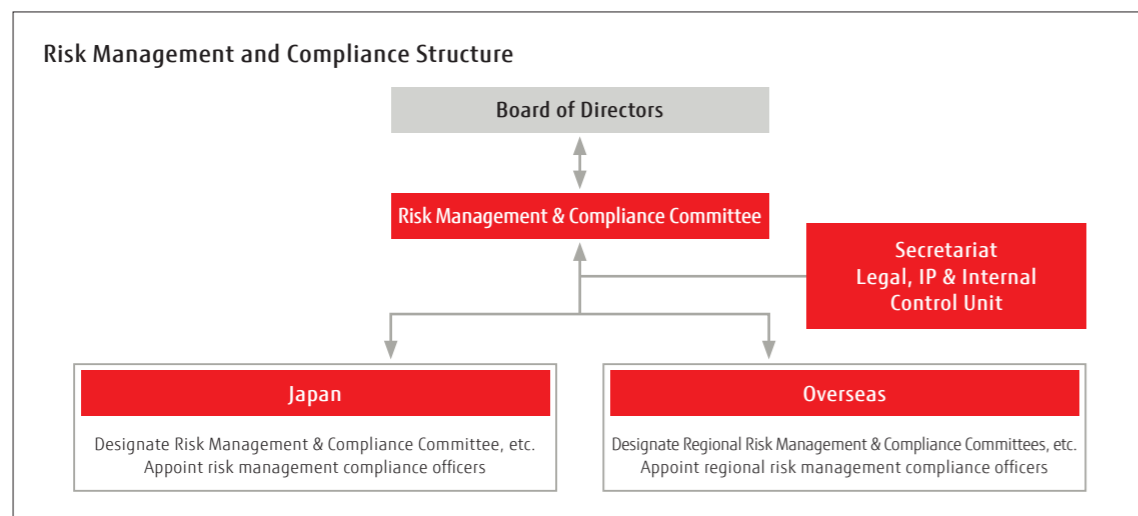 Risk Management and Compliance Structure
Board of Directors
Risk Management & Compliance Committee
Secretariat
Legal, IP & Internal
Control Unit
Japan
Designate Risk Management & Compliance Committee, etc.
Appoint risk management compliance officers
Overseas
Designate Regional Risk Management & Compliance Committees, etc.
Appoint regional risk management compliance officers